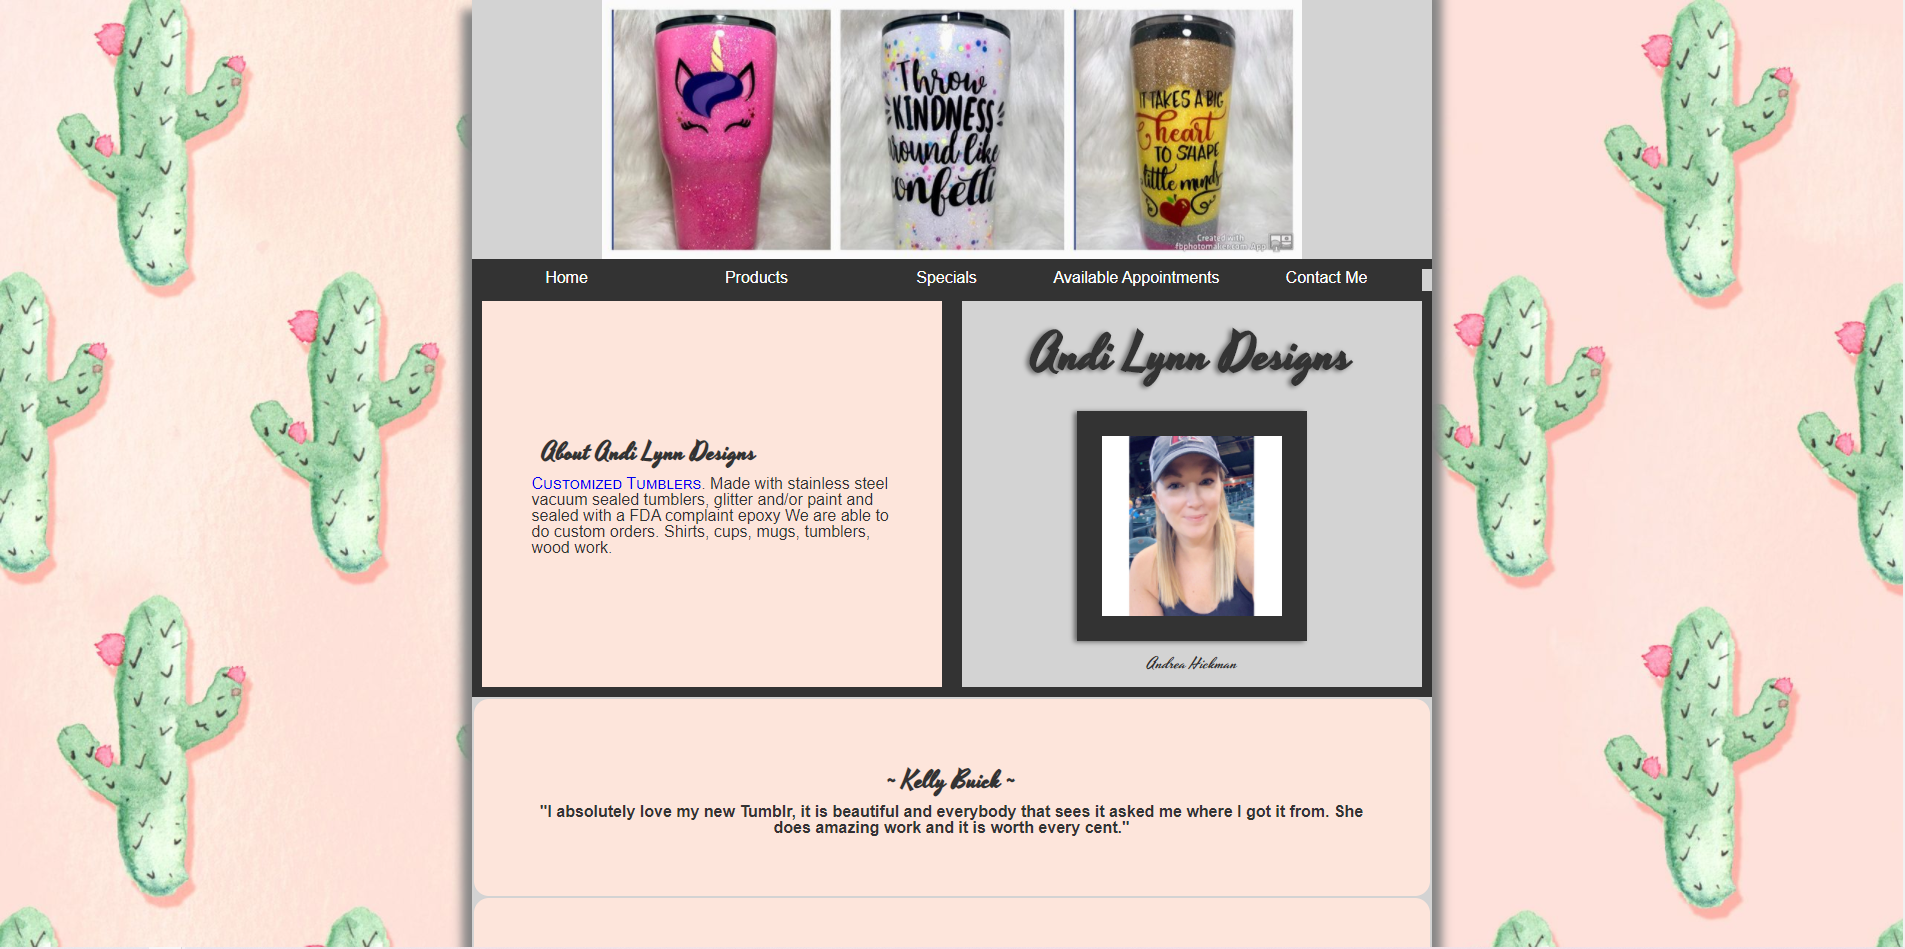 Throw
KINDNESS
around like
confetti
IT TAKES A BIG
heart
TO SHAPE
little minds
Created with
fbphotomaker.com App
Home Products Specials Available Appointments Contact Me
Andi Lynn Designs
About Andi Lynn Designs
CUSTOMIZED TUMBLERS. Made with stainless steel
vacuum sealed tumblers, glitter and/or paint and
sealed with a FDA complaint epoxy We are able to
do custom orders. Shirts, cups, mugs, tumblers,
wood work.
Andrea Hickman
~ Kelly Buick ~
"I absolutely love my new Tumblr, it is beautiful and everybody that sees it asked me where I got it from. She
does amazing work and it is worth every cent."